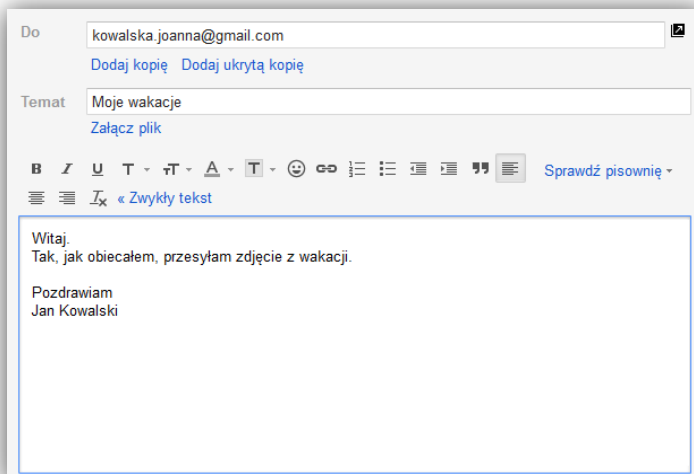 Do kowalska.joanna@gmail.com
Dodaj kopię Dodaj ukrytą kopię
Temat Moje wakacje
Załącz plik
B I U T T A T Sprawdź pisownię
T « Zwykły tekst
Witaj.
Tak, jak obiecałem, przesyłam zdjęcie z wakacji.
Pozdrawiam
Jan Kowalski